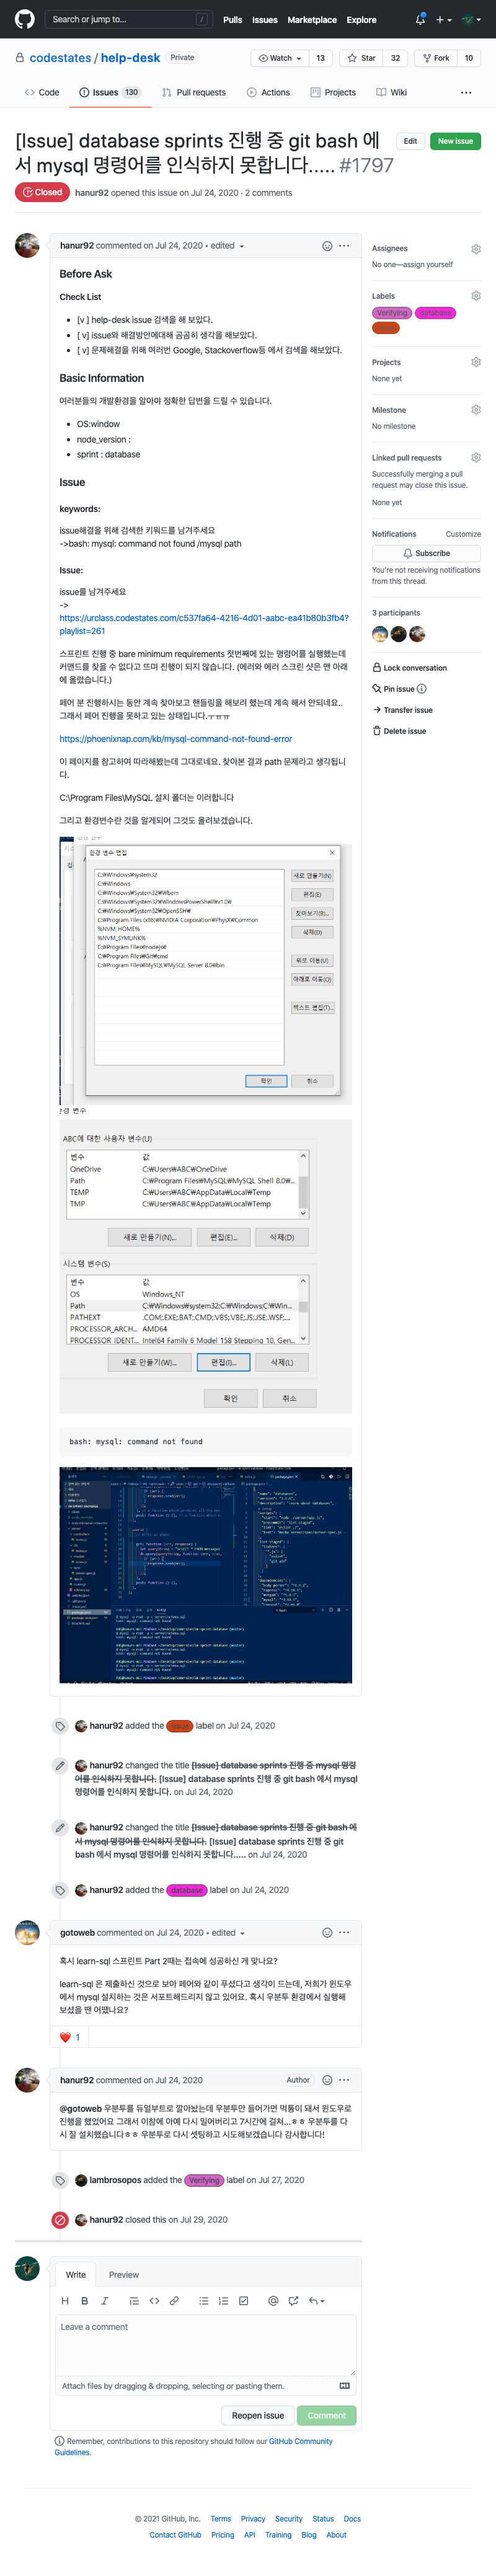 Search or jump to...
/
Pulls Issues Marketplace Explore
codestates / help-desk Private
Watch 13 Star 32 Fork 10
Code Issues 130 Pull requests Actions Projects Wiki ...
[Issue] database sprints 진행 중 git bash 에
서 mysql 명령어를 인식하지 못합니다..... #1797
Edit New issue
Closed hanur92 opened this issue on Jul 24, 2020 · 2 comments
hanur92 commented on Jul 24, 2020 • edited
Before Ask
Check List
[v ] help-desk issue 검색을 해 보았다.
[ v] issue와 해결방안에대해 곰곰히 생각을 해보았다.
[ v] 문제해결을 위해 여러번 Google, Stackoverflow등 에서 검색을 해보았다.
Basic Information
여러분들의 개발환경을 알아야 정확한 답변을 드릴 수 있습니다.
OS:window
node_version :
sprint : database
Issue
keywords:
issue해결을 위해 검색한 키워드를 남겨주세요
->bash: mysql: command not found /mysql path
Issue:
issue를 남겨주세요
->
https://urclass.codestates.com/c537fa64-4216-4d01-aabc-ea41b80b3fb4?
playlist=261
스프린트 진행 중 bare minimum requirements 첫번째에 있는 명령어를 실행했는데
커맨드를 찾을 수 없다고 뜨며 진행이 되지 않습니다. (에러와 에러 스크린 샷은 맨 아래
에 올렸습니다.)
페어 분 진행하시는 동안 계속 찾아보고 핸들링을 해보려 했는데 계속 해서 안되네요..
그래서 페어 진행을 못하고 있는 상태입니다.ㅜㅠㅠ
https://phoenixnap.com/kb/mysql-command-not-found-error
이 페이지를 참고하여 따라해봤는데 그대로네요. 찾아본 결과 path 문제라고 생각됩니
다.
C:\Program Files\MySQL 설치 폴더는 이러합니다
그리고 환경변수란 것을 알게되어 그것도 올려보겠습니다.
환경 변수 편집
C:₩Windows₩system32
C:₩Windows
C:₩Windows₩System32₩Wbem
C:₩Windows₩System32₩WindowsPowerShell₩v1.0₩
C:₩Windows₩System32₩OpenSSH₩
C:₩Program Files (x86)₩NVIDIA Corporation₩PhysX₩Common
%NVM_HOME%
%NVM_SYMLINK%
C:₩Program Files₩nodejs₩
C:₩Program Files₩Git₩cmd
C:₩Program Files₩MySQL₩MySQL Server 8.0₩bin
새로 만들기(N)
편집(E)
찾아보기(B)...
삭제(D)
위로 이동(U)
아래로 이동(O)
텍스트 편집(T)...
확인 취소
환경 변수
ABC에 대한 사용자 변수(U)
변수 값
OneDrive C:₩Users₩ABC₩OneDrive
Path C:₩Program Files₩MySQL₩MySQL Shell 8.0₩...
TEMP C:₩Users₩ABC₩AppData₩Local₩Temp
TMP C:₩Users₩ABC₩AppData₩Local₩Temp
새로 만들기(N)... 편집(E)... 삭제(D)
시스템 변수(S)
변수 값
OS Windows_NT
Path C:₩Windows₩system32;C:₩Windows;C:₩Win...
PATHEXT .COM;.EXE;.BAT;.CMD;.VBS;.VBE;.JS;.JSE;.WSF;...
PROCESSOR_ARCH... AMD64
PROCESSOR_IDENT... Intel64 Family 6 Model 158 Stepping 10, Gen...
새로 만들기(W)... 편집(I)... 삭제(L)
확인 취소
bash: mysql: command not found
hanur92 added the issue label on Jul 24, 2020
hanur92 changed the title [Issue] database sprints 진행 중 mysql 명령
어를 인식하지 못합니다. [Issue] database sprints 진행 중 git bash 에서 mysql
명령어를 인식하지 못합니다. on Jul 24, 2020
hanur92 changed the title [Issue] database sprints 진행 중 git bash 에
서 mysql 명령어를 인식하지 못합니다. [Issue] database sprints 진행 중 git
bash 에서 mysql 명령어를 인식하지 못합니다..... on Jul 24, 2020
hanur92 added the database label on Jul 24, 2020
gotoweb commented on Jul 24, 2020 • edited
혹시 learn-sql 스프린트 Part 2때는 접속에 성공하신 게 맞나요?
learn-sql 은 제출하신 것으로 보아 페어와 같이 푸셨다고 생각이 드는데, 저희가 윈도우
에서 mysql 설치하는 것은 서포트해드리지 않고 있어요. 혹시 우분투 환경에서 실행해
보셨을 땐 어땠나요?
❤️ 1
hanur92 commented on Jul 24, 2020 Author
@gotoweb 우분투를 듀얼부트로 깔아놨는데 우분투만 들어가면 먹통이 돼서 윈도우로
진행을 했었어요 그래서 이참에 아예 다시 밀어버리고 7시간에 걸쳐...ㅎㅎ 우분투를 다
시 잘 설치했습니다ㅎㅎ 우분투로 다시 셋팅하고 시도해보겠습니다 감사합니다!
lambrosopos added the Verifying label on Jul 27, 2020
hanur92 closed this on Jul 29, 2020
Write Preview
Leave a comment
Attach files by dragging & dropping, selecting or pasting them.
Reopen issue Comment
Remember, contributions to this repository should follow our GitHub Community
Guidelines.
Assignees
No one—assign yourself
Labels
Verifying database
issue
Projects
None yet
Milestone
No milestone
Linked pull requests
Successfully merging a pull
request may close this issue.
None yet
Notifications Customize
Subscribe
You're not receiving notifications
from this thread.
3 participants
Lock conversation
Pin issue
Transfer issue
Delete issue
© 2021 GitHub, Inc. Terms Privacy Security Status Docs
Contact GitHub Pricing API Training Blog About